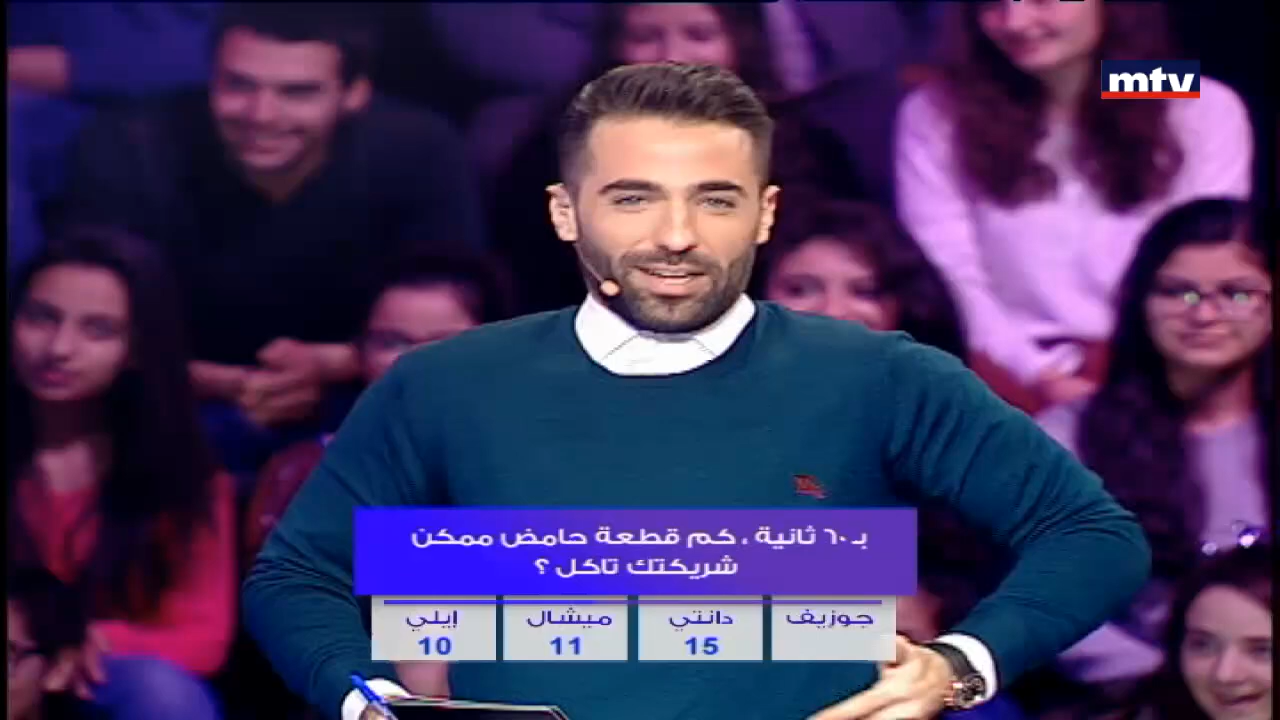 mtv
بـ ٦٠ ثانية ، كم قطعة حامض ممكن
شريكتك تاكل ؟
جوزيف دانتي ميشال إيلي
15 11 10